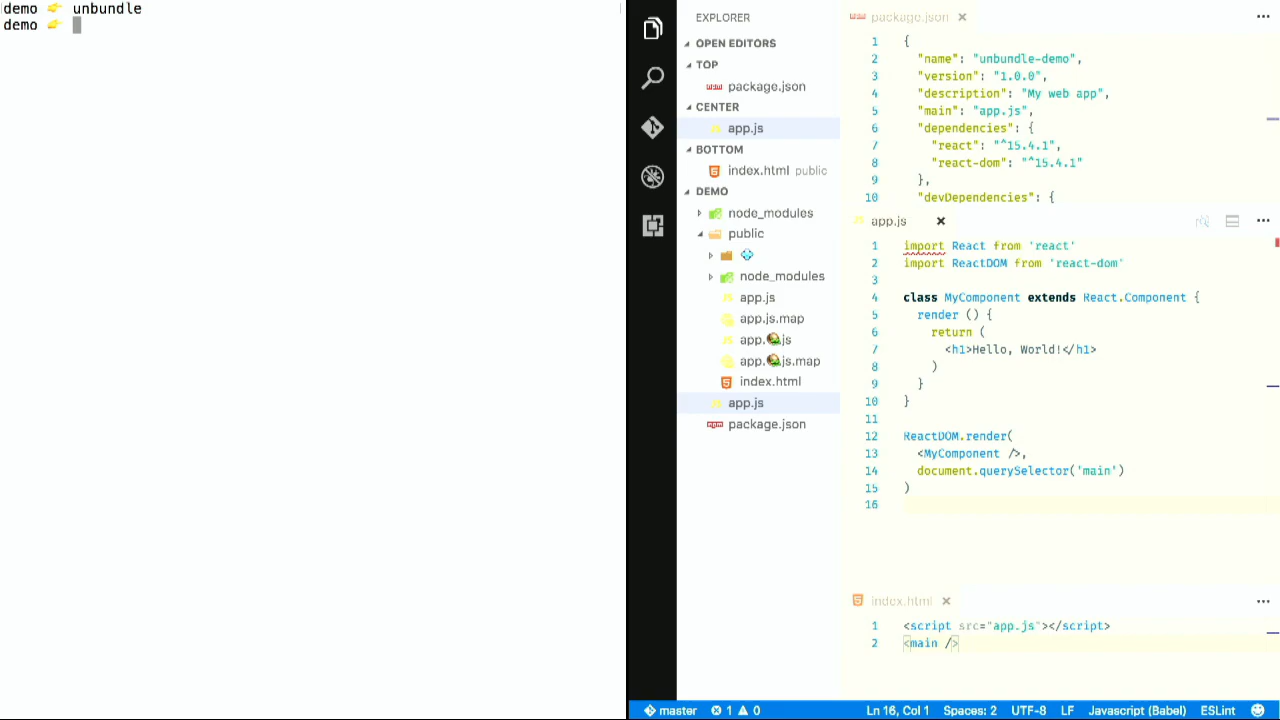 demo 👉 unbundle
demo 👉
EXPLORER
OPEN EDITORS
TOP
package.json
CENTER
app.js
BOTTOM
index.html public
DEMO
node_modules
public
node_modules
app.js
app.js.map
app.js
app.js.map
index.html
app.js
package.json
package.json
1 {
2 "name": "unbundle-demo",
3 "version": "1.0.0",
4 "description": "My web app",
5 "main": "app.js",
6 "dependencies": {
7 "react": "^15.4.1",
8 "react-dom": "^15.4.1"
9 },
10 "devDependencies": {
app.js
1 import React from 'react'
2 import ReactDOM from 'react-dom'
3
4 class MyComponent extends React.Component {
5 render () {
6 return (
7 <h1>Hello, World!</h1>
8 )
9 }
10 }
11
12 ReactDOM.render(
13 <MyComponent />,
14 document.querySelector('main')
15 )
16
index.html
1 <script src="app.js"></script>
2 <main />
master 1 0 Ln 16, Col 1 Spaces: 2 UTF-8 LF Javascript (Babel) ESLint